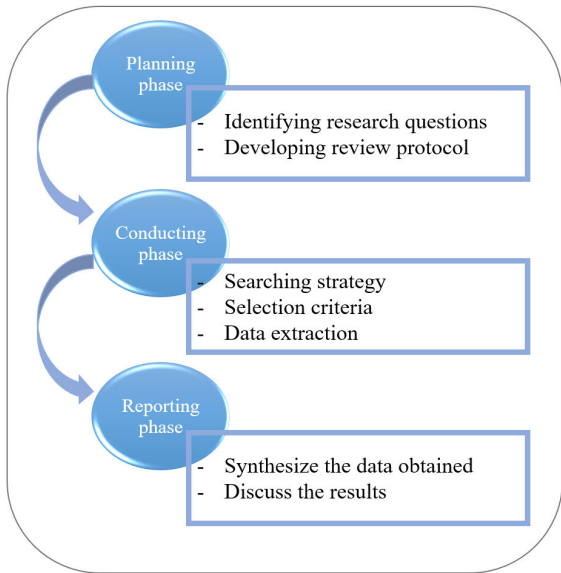 Planning
phase
- Identifying research questions
- Developing review protocol
Conducting
phase
- Searching strategy
- Selection criteria
- Data extraction
Reporting
phase
- Synthesize the data obtained
- Discuss the results